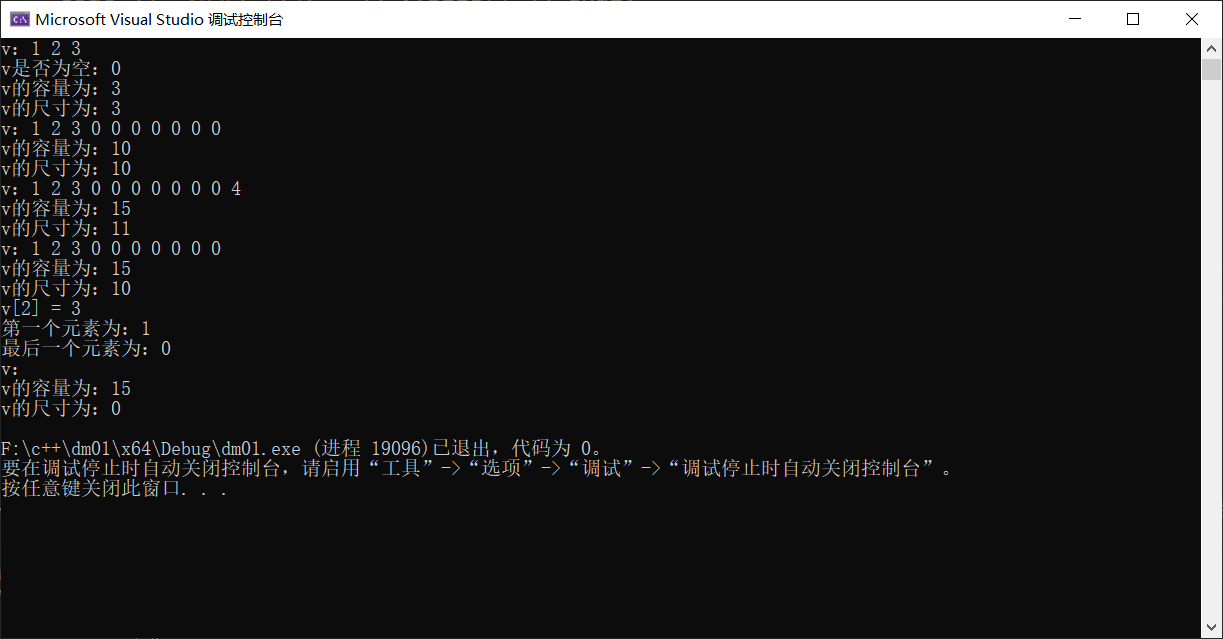 Microsoft Visual Studio 调试控制台
v：1 2 3
v是否为空：0
v的容量为：3
v的尺寸为：3
v：1 2 3 0 0 0 0 0 0 0
v的容量为：10
v的尺寸为：10
v：1 2 3 0 0 0 0 0 0 0 4
v的容量为：15
v的尺寸为：11
v：1 2 3 0 0 0 0 0 0 0
v的容量为：15
v的尺寸为：10
v[2] = 3
第一个元素为：1
最后一个元素为：0
v：
v的容量为：15
v的尺寸为：0
F:\c++\dm01\x64\Debug\dm01.exe (进程 19096)已退出，代码为 0。
要在调试停止时自动关闭控制台，请启用“工具”->“选项”->“调试”->“调试停止时自动关闭控制台”。
按任意键关闭此窗口. . .